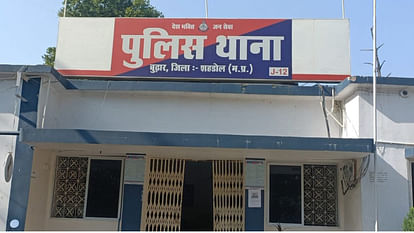 देश भक्ति जन सेवा
पुलिस थाना
बुढ़ार, जिला :- शहडोल (म.प्र.)
J-12